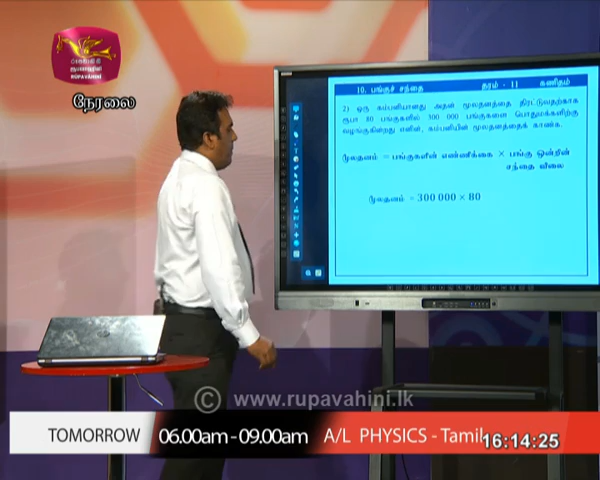 RUPAVAHINI
நேரலை
10. பங்குச் சந்தை தரம் - 11 கணிதம்
2) ஒரு கம்பனியானது அதன் மூலதனத்தை திரட்டுவதற்காக
ரூபா 80 பங்குகளில் 300 000 பங்குகளை பொதுமக்களிற்கு
வழங்குகின்றது எனின், கம்பனியின் மூலதனத்தைக் காண்க.
மூலதனம் = பங்குகளின் எண்ணிக்கை × பங்கு ஒன்றின்
சந்தை விலை
மூலதனம் = 300 000 × 80
© www.rupavahini.lk
TOMORROW 06.00am - 09.00am A/L PHYSICS - Tamil 16:14:25